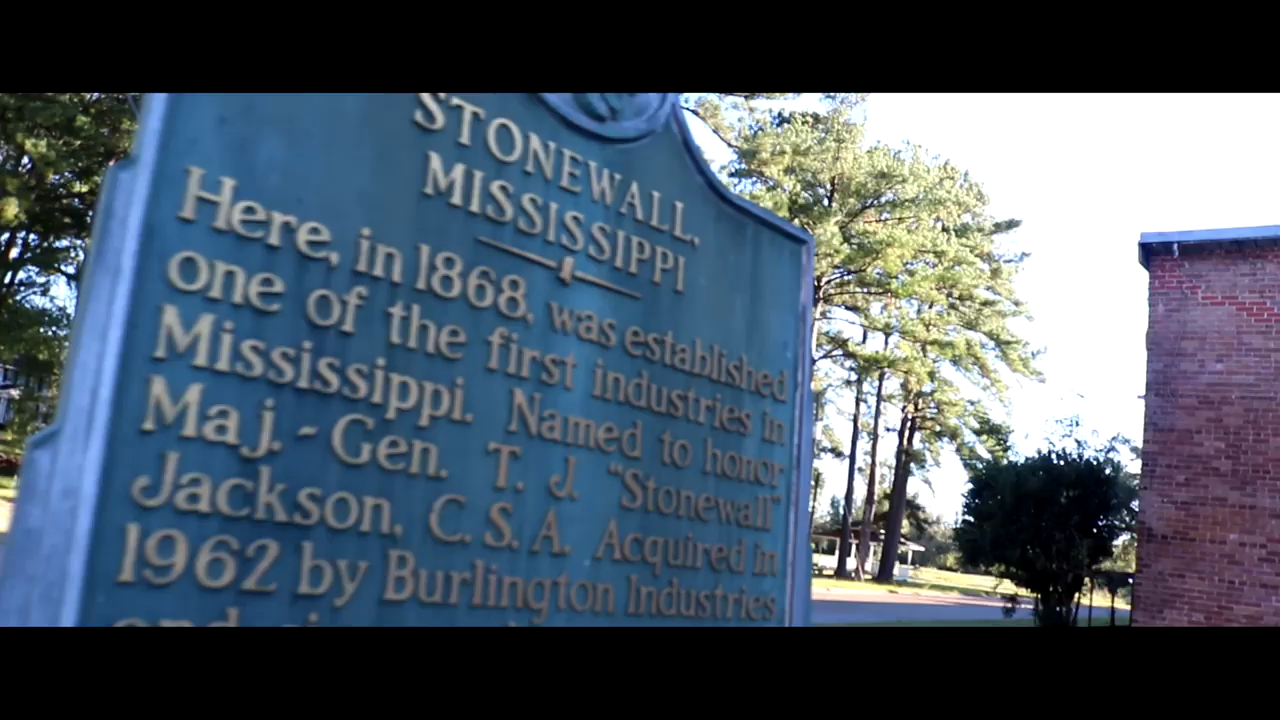 STONEWALL,
MISSISSIPPI
Here, in 1868, was established
one of the first industries in
Mississippi. Named to honor
Maj.-Gen. T. J. "Stonewall"
Jackson, C.S.A. Acquired in
1962 by Burlington Industries
and